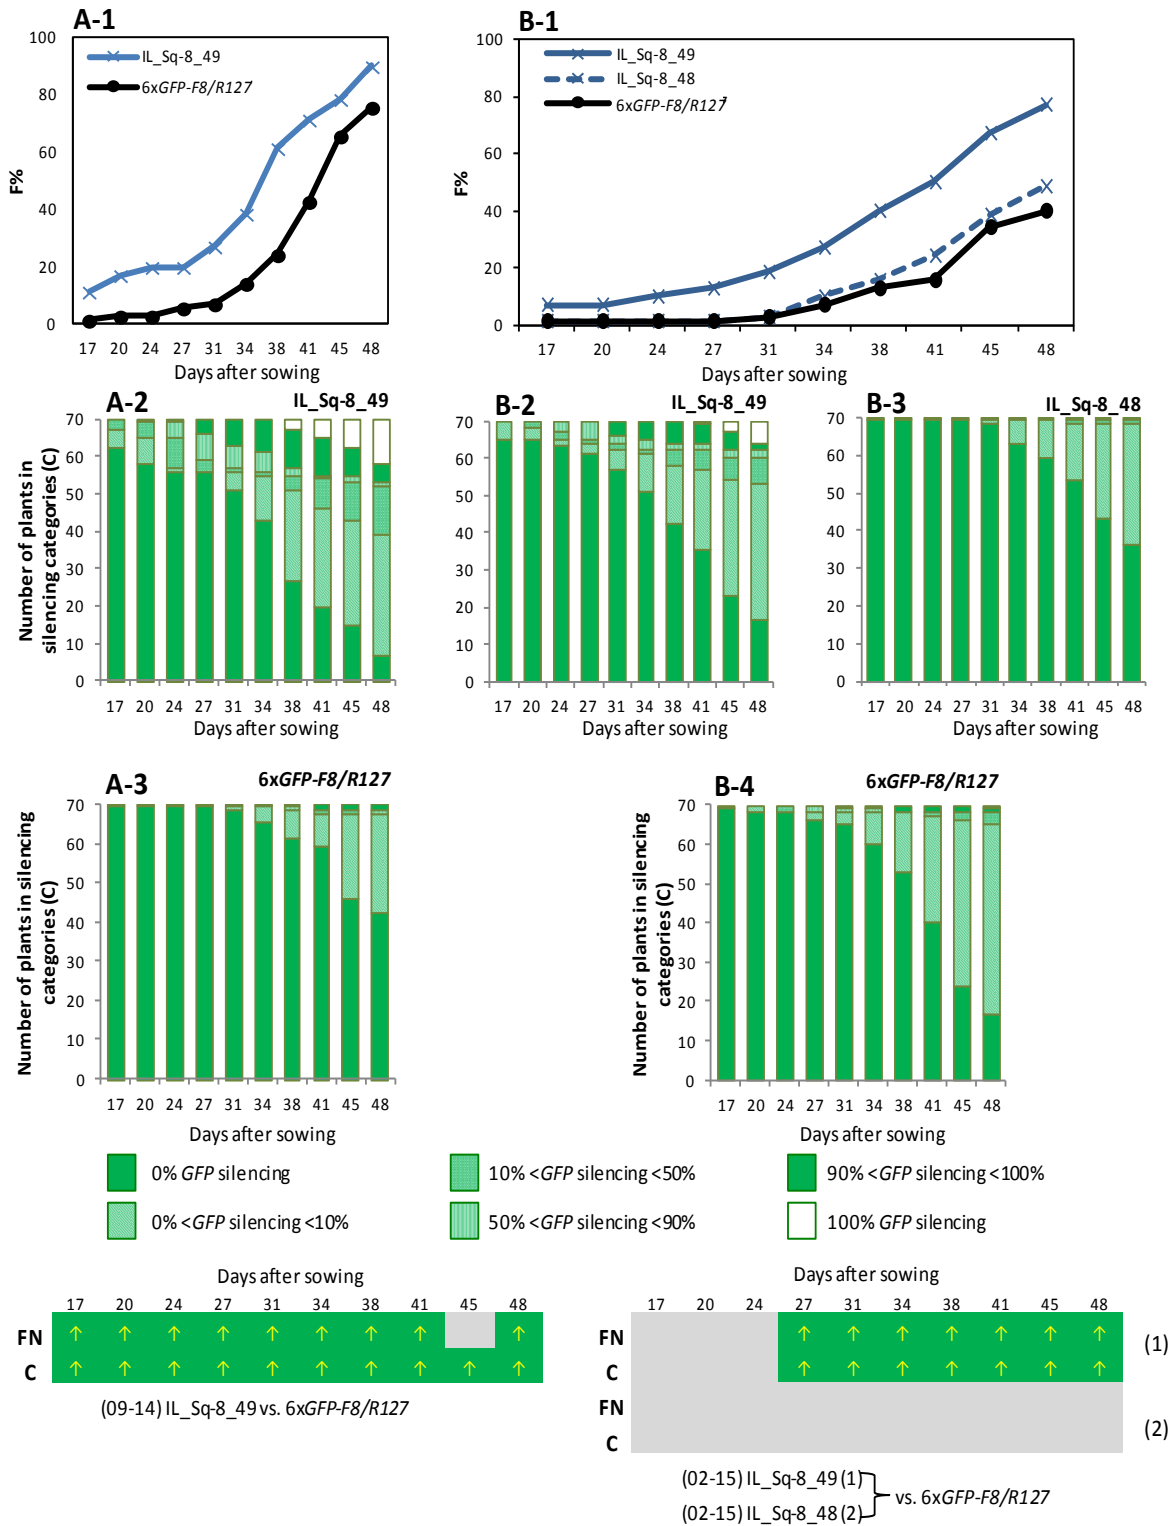 A-1
100
80
60
40
20
0
F%
IL_Sq-8_49
6xGFP-F8/R127
17 20 24 27 31 34 38 41 45 48
Days after sowing
B-1
100
80
60
40
20
0
F%
IL_Sq-8_49
IL_Sq-8_48
6xGFP-F8/R127
17 20 24 27 31 34 38 41 45 48
Days after sowing
A-2
IL_Sq-8_49
Number of plants in
silencing categories (C)
70
60
50
40
30
20
10
0
17 20 24 27 31 34 38 41 45 48
Days after sowing
B-2
IL_Sq-8_49
70
60
50
40
30
20
10
0
17 20 24 27 31 34 38 41 45 48
Days after sowing
B-3
IL_Sq-8_48
70
60
50
40
30
20
10
0
17 20 24 27 31 34 38 41 45 48
Days after sowing
A-3
6xGFP-F8/R127
Number of plants in silencing
categories (C)
70
60
50
40
30
20
10
0
17 20 24 27 31 34 38 41 45 48
Days after sowing
B-4
6xGFP-F8/R127
Number of plants in silencing
categories (C)
70
60
50
40
30
20
10
0
17 20 24 27 31 34 38 41 45 48
Days after sowing
0% GFP silencing
10% <GFP silencing <50%
90% <GFP silencing <100%
0% <GFP silencing <10%
50% <GFP silencing <90%
100% GFP silencing
Days after sowing
17 20 24 27 31 34 38 41 45 48
FN ↑ ↑ ↑ ↑ ↑ ↑ ↑ ↑ ↑
C ↑ ↑ ↑ ↑ ↑ ↑ ↑ ↑ ↑ ↑
(09-14) IL_Sq-8_49 vs. 6xGFP-F8/R127
Days after sowing
17 20 24 27 31 34 38 41 45 48
FN ↑ ↑ ↑ ↑ ↑ ↑ ↑ (1)
C ↑ ↑ ↑ ↑ ↑ ↑ ↑
FN (2)
C
(02-15) IL_Sq-8_49 (1)
vs. 6xGFP-F8/R127
(02-15) IL_Sq-8_48 (2)